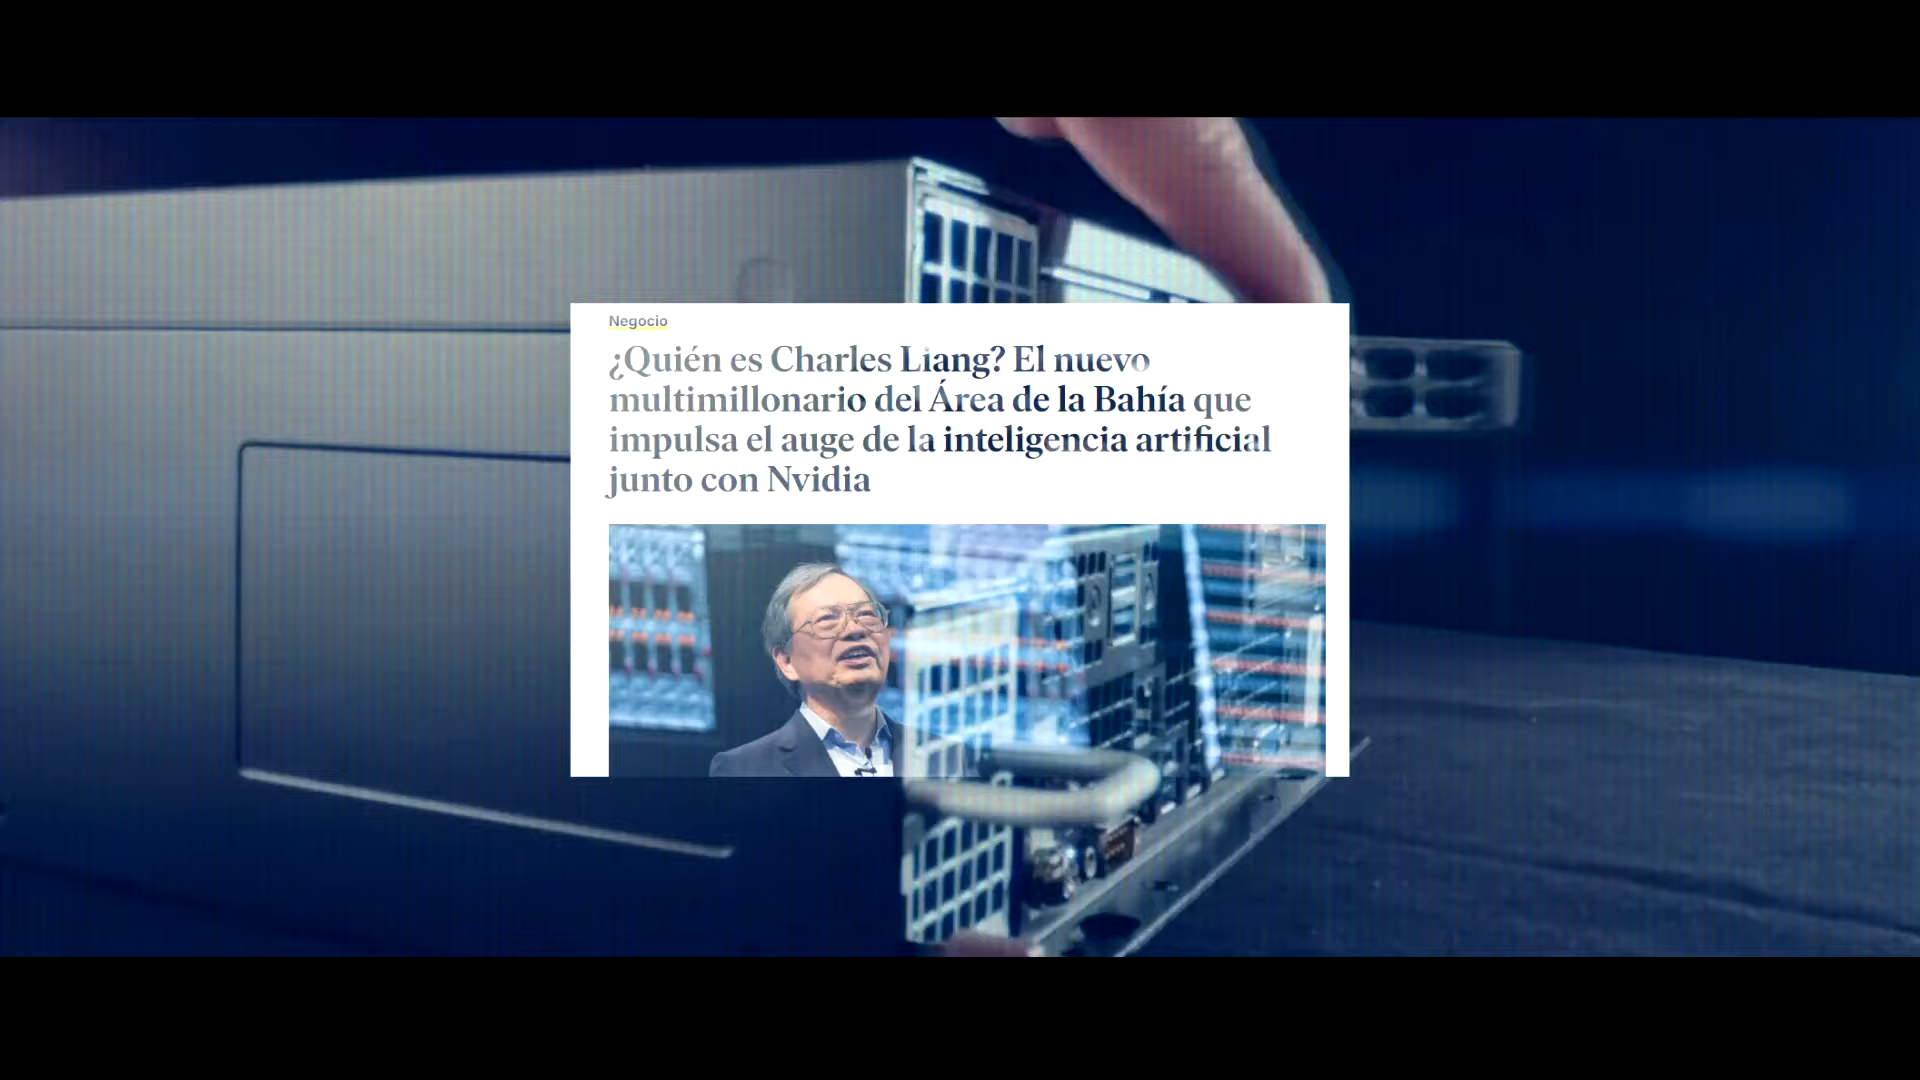 Negocio
¿Quién es Charles Liang? El nuevo
multimillonario del Área de la Bahía que
impulsa el auge de la inteligencia artificial
junto con Nvidia